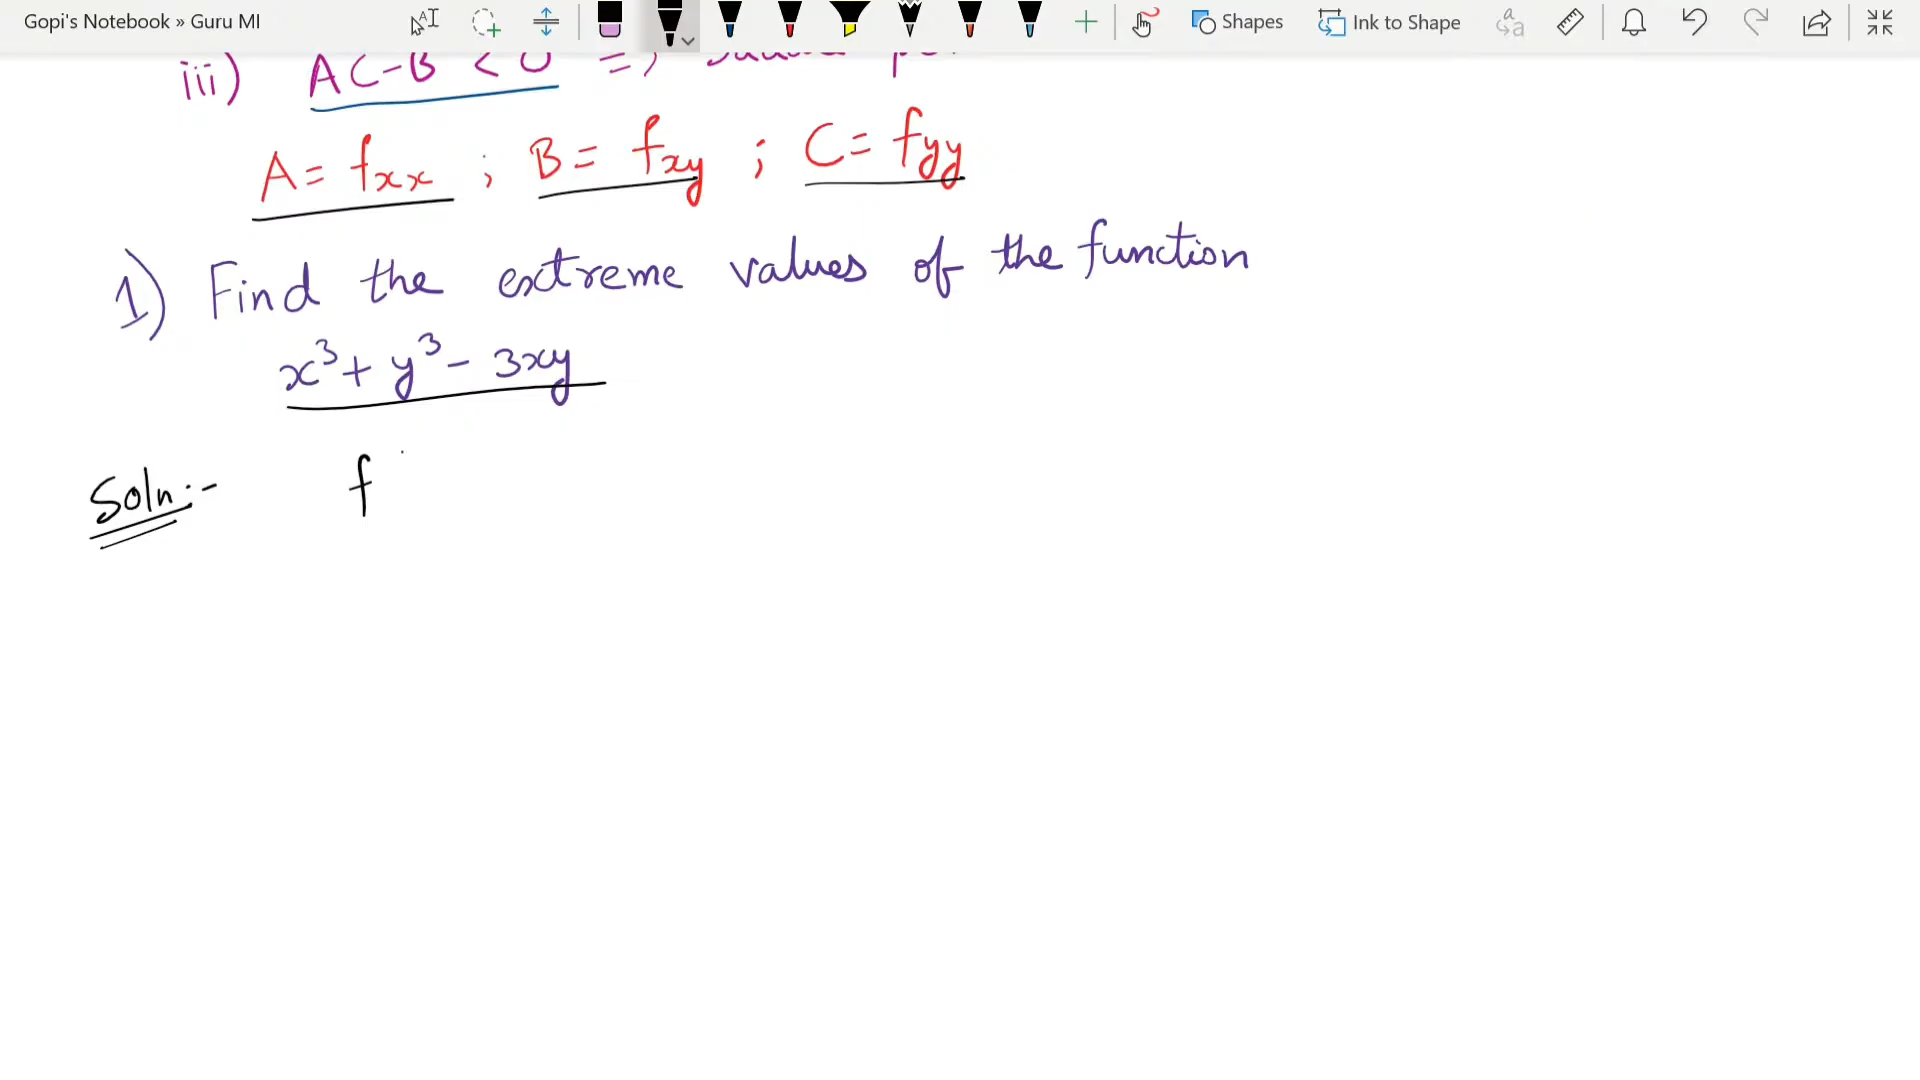 Gopi's Notebook » Guru MI Shapes Ink to Shape
iii) AC-B < 0 =>
A = fxx ; B = fxy ; C = fyy
1) Find the extreme values of the function
x³ + y³ - 3xy
Soln:- f